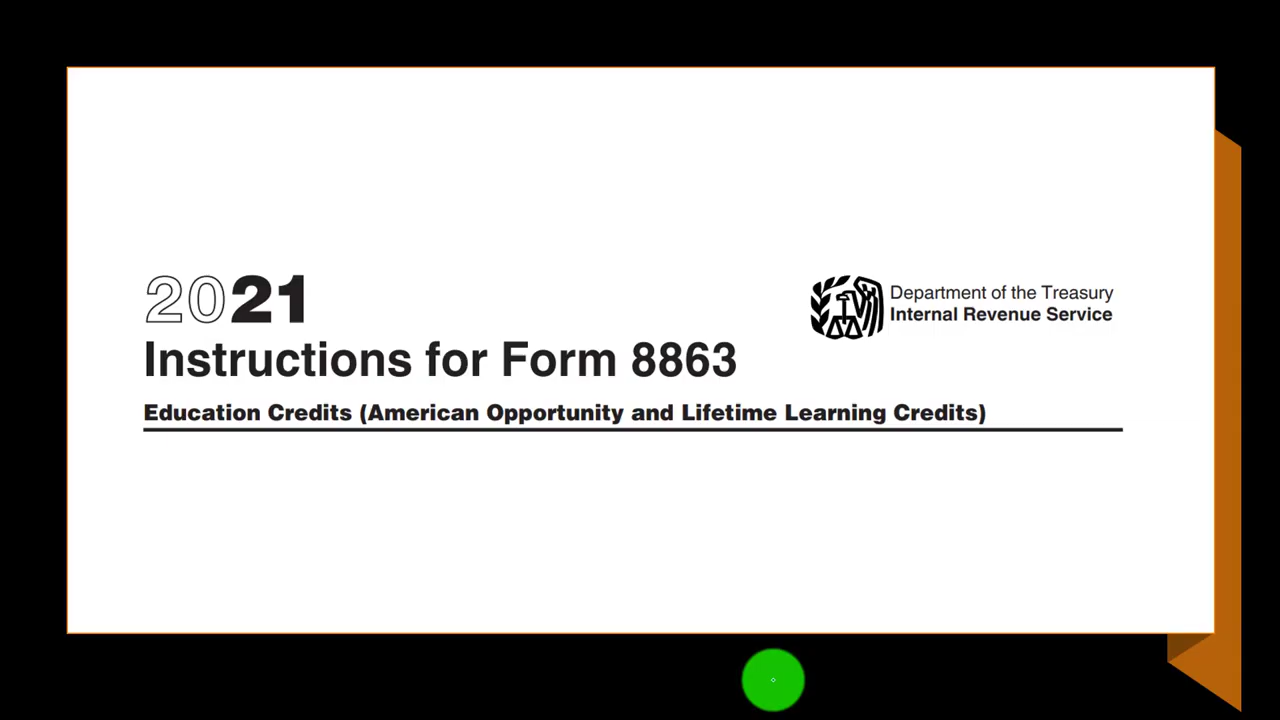 2021
Instructions for Form 8863
Education Credits (American Opportunity and Lifetime Learning Credits)
Department of the Treasury
Internal Revenue Service